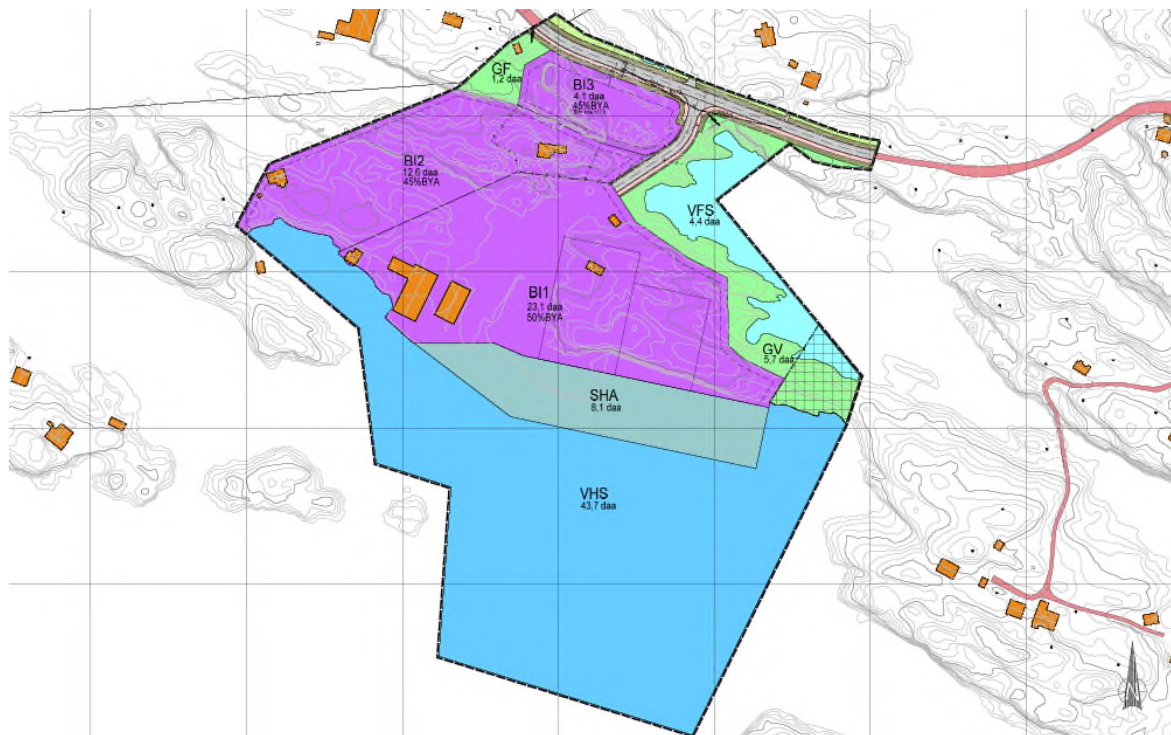 GF
1,2 daa
BI3
4,1 daa
45%BYA
BI2
12,6 daa
45%BYA
VFS
4,4 daa
BI1
23,1 daa
50%BYA
GV
5,7 daa
SHA
8,1 daa
VHS
43,7 daa
N